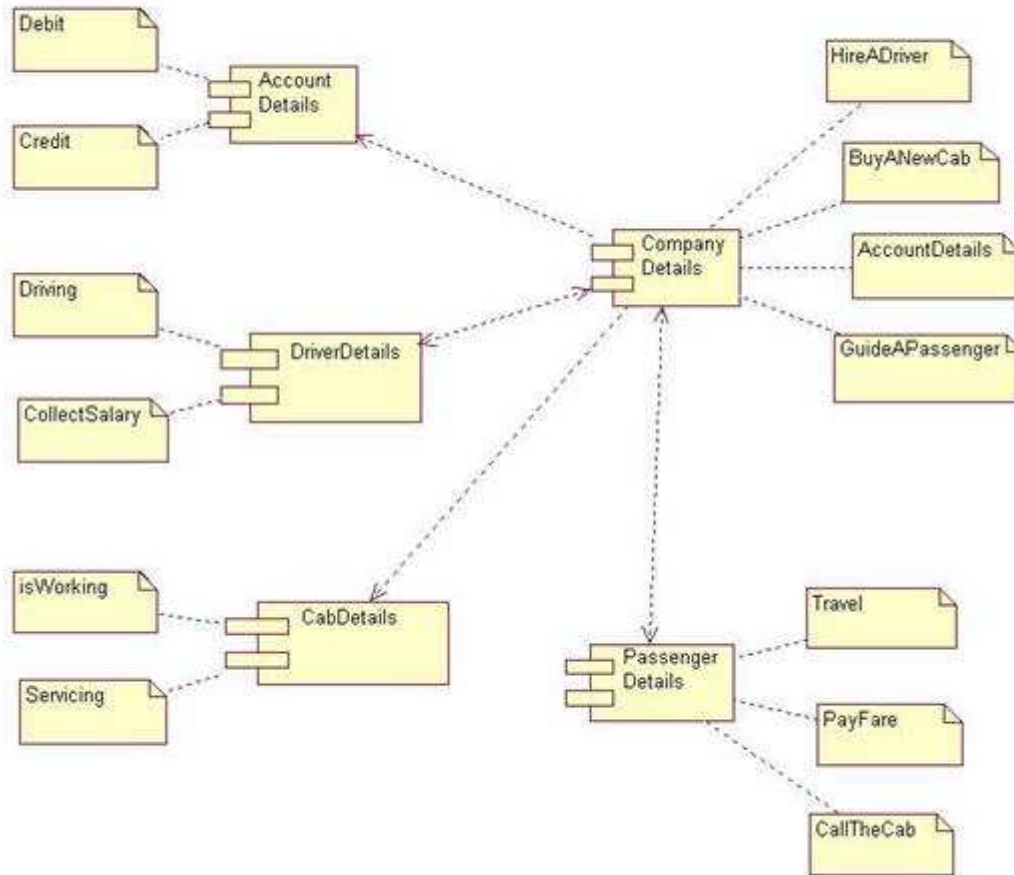 Debit
Account
Details
Credit
HireADriver
BuyANewCab
Company
Details
AccountDetails
GuideAPassenger
Driving
DriverDetails
CollectSalary
isWorking
CabDetails
Servicing
Travel
Passenger
Details
PayFare
CallTheCab